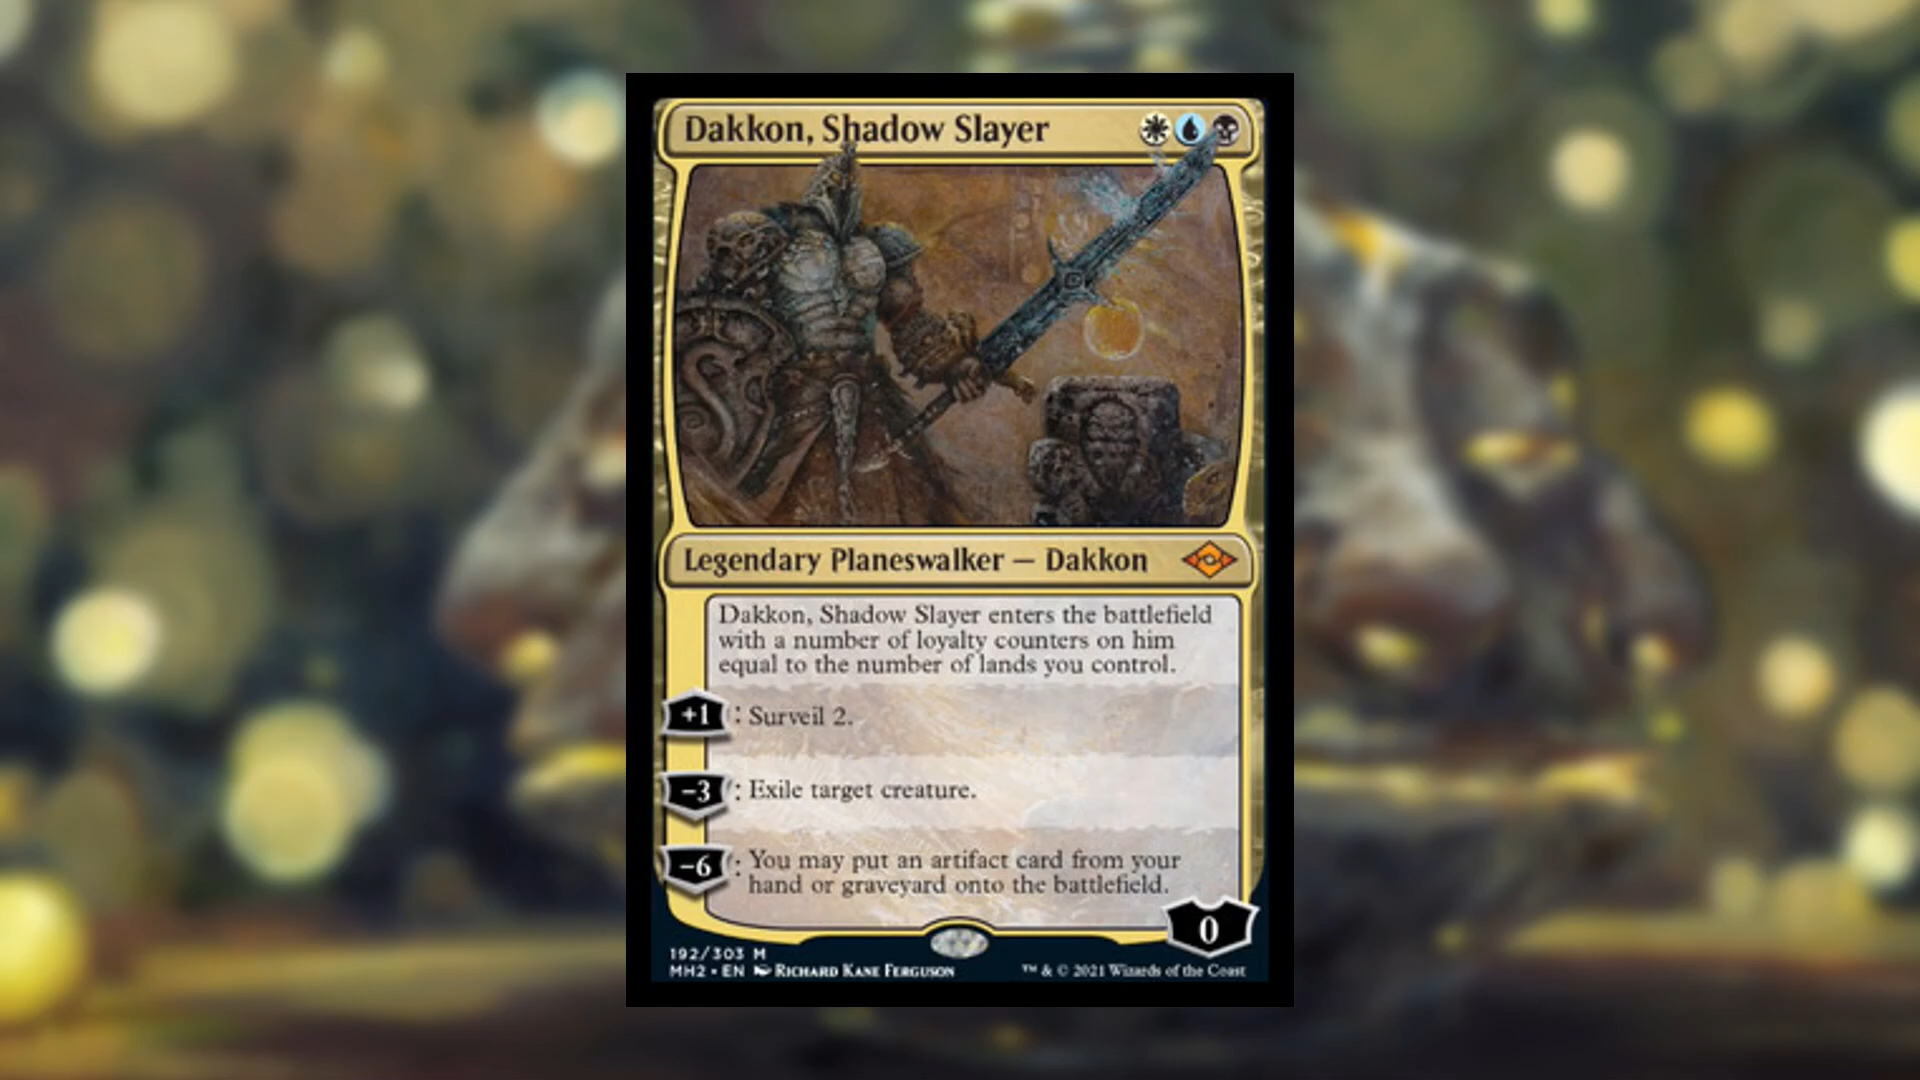 Dakkon, Shadow Slayer
Legendary Planeswalker — Dakkon
Dakkon, Shadow Slayer enters the battlefield
with a number of loyalty counters on him
equal to the number of lands you control.
+1: Surveil 2.
−3: Exile target creature.
−6: You may put an artifact card from your
hand or graveyard onto the battlefield.
0
192/303 M
MH2 • EN Richard Kane Ferguson
™ & © 2021 Wizards of the Coast